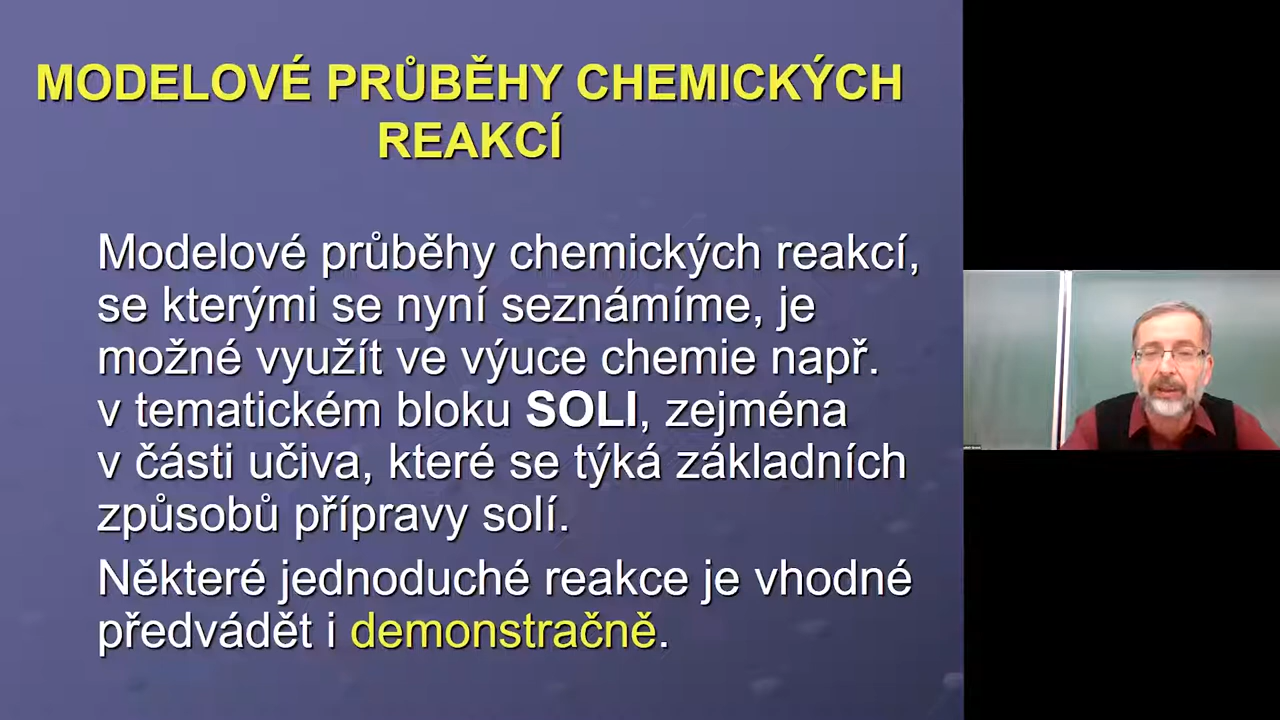 MODELOVÉ PRŮBĚHY CHEMICKÝCH
REAKCÍ
Modelové průběhy chemických reakcí,
se kterými se nyní seznámíme, je
možné využít ve výuce chemie např.
v tematickém bloku SOLI, zejména
v části učiva, které se týká základních
způsobů přípravy solí.
Některé jednoduché reakce je vhodné
předvádět i demonstračně.